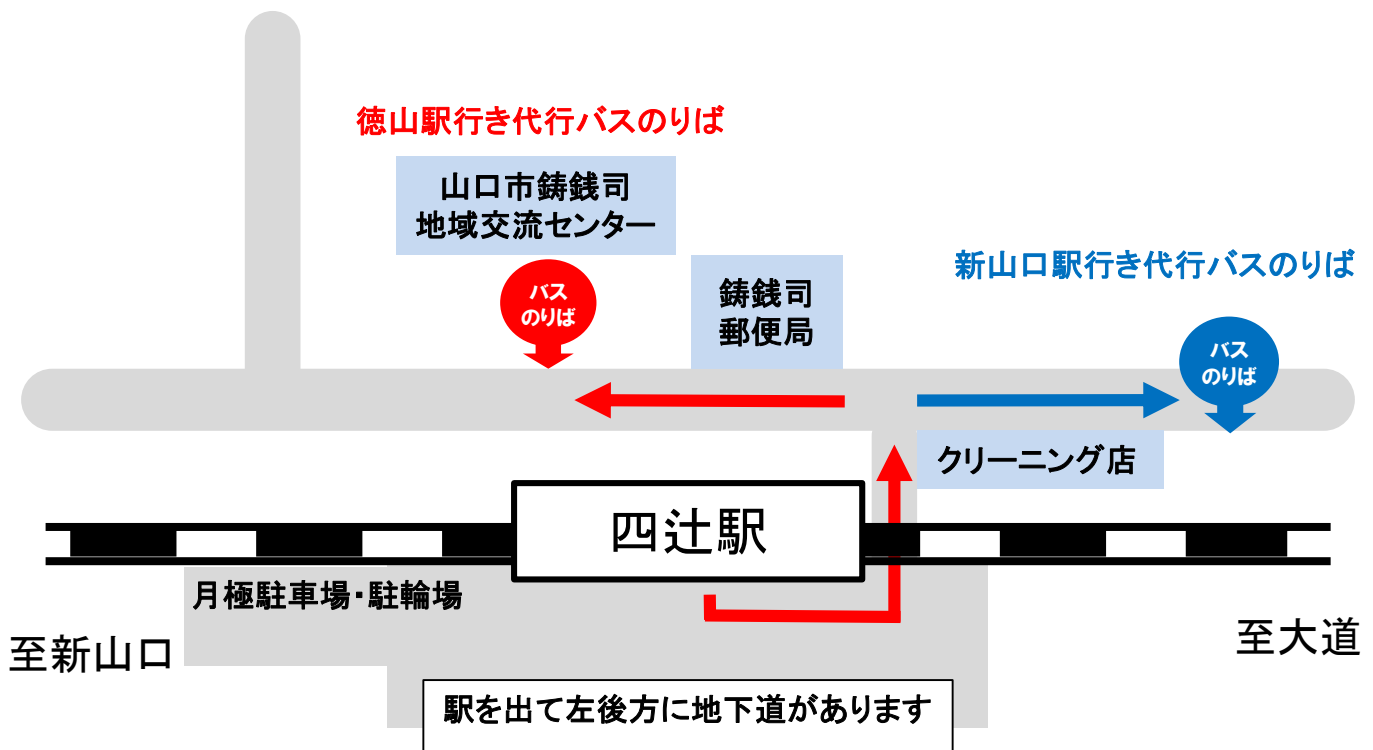 徳山駅行き代行バスのりば
山口市鋳銭司
地域交流センター
新山口駅行き代行バスのりば
バス
のりば
鋳銭司
郵便局
バス
のりば
クリーニング店
四辻駅
月極駐車場・駐輪場
至新山口
至大道
駅を出て左後方に地下道があります